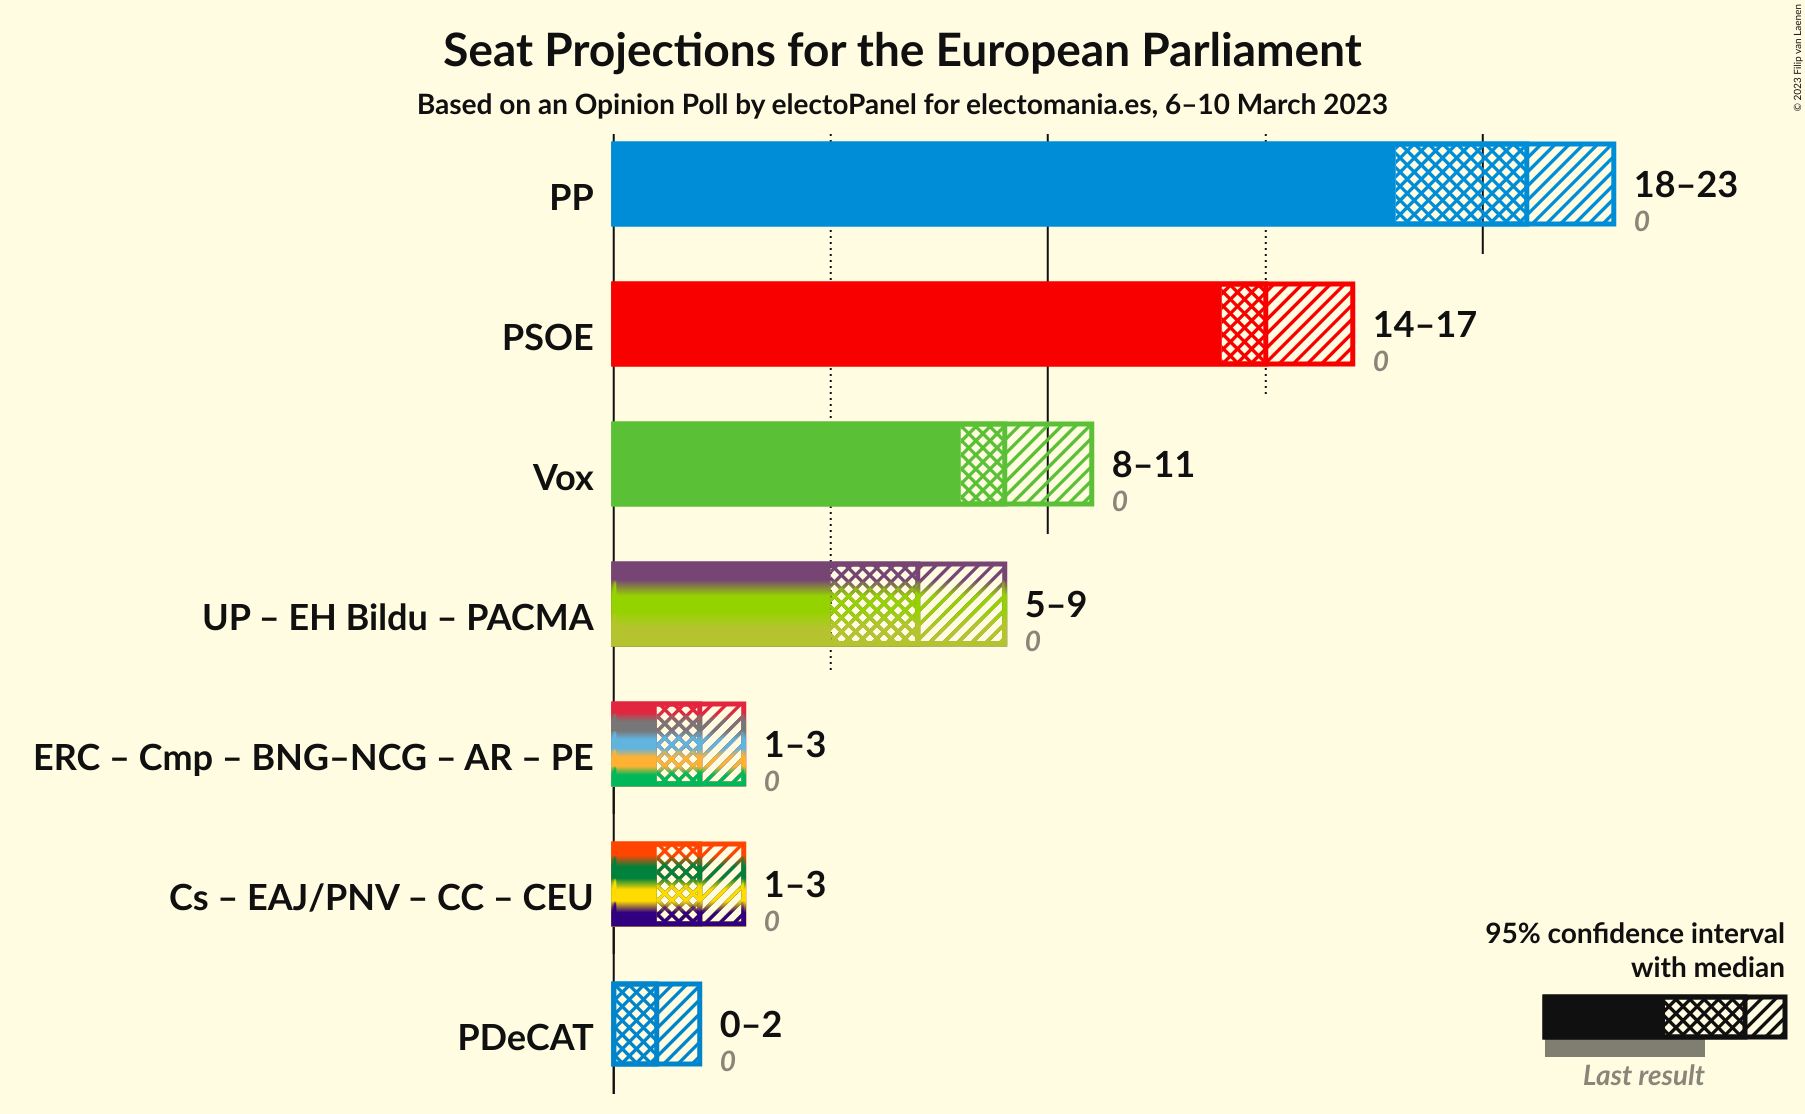 Seat Projections for the European Parliament
Based on an Opinion Poll by electoPanel for electomania.es, 6–10 March 2023
© 2023 Filip van Laenen
PP
18–23
0
PSOE
14–17
0
Vox
8–11
0
UP – EH Bildu – PACMA
5–9
0
ERC – Cmp – BNG–NCG – AR – PE
1–3
0
Cs – EAJ/PNV – CC – CEU
1–3
0
PDeCAT
0–2
0
95% confidence interval
with median
Last result